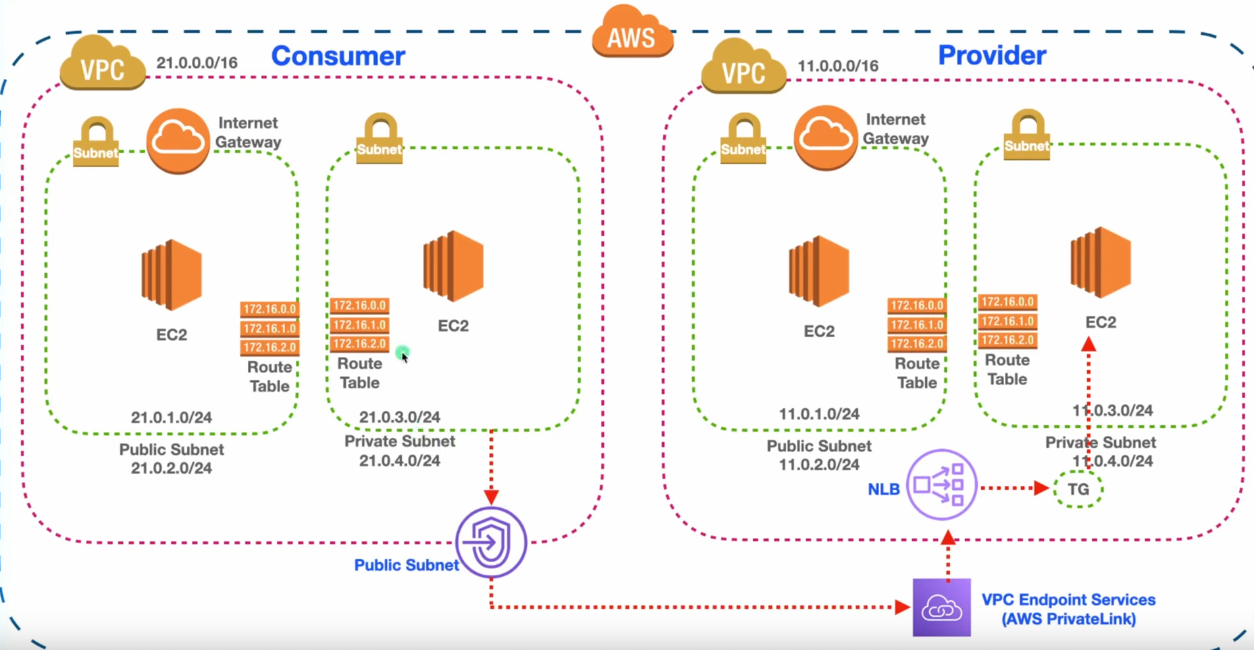 AWS
Consumer
VPC
21.0.0.0/16
Subnet
Internet
Gateway
Subnet
EC2
172.16.0.0
172.16.1.0
172.16.2.0
Route
Table
21.0.1.0/24
Public Subnet
21.0.2.0/24
EC2
172.16.0.0
172.16.1.0
172.16.2.0
Route
Table
21.0.3.0/24
Private Subnet
21.0.4.0/24
Public Subnet
Provider
VPC
11.0.0.0/16
Subnet
Internet
Gateway
Subnet
EC2
172.16.0.0
172.16.1.0
172.16.2.0
Route
Table
11.0.1.0/24
Public Subnet
11.0.2.0/24
EC2
172.16.0.0
172.16.1.0
172.16.2.0
Route
Table
11.0.3.0/24
Private Subnet
11.0.4.0/24
NLB
TG
VPC Endpoint Services
(AWS PrivateLink)